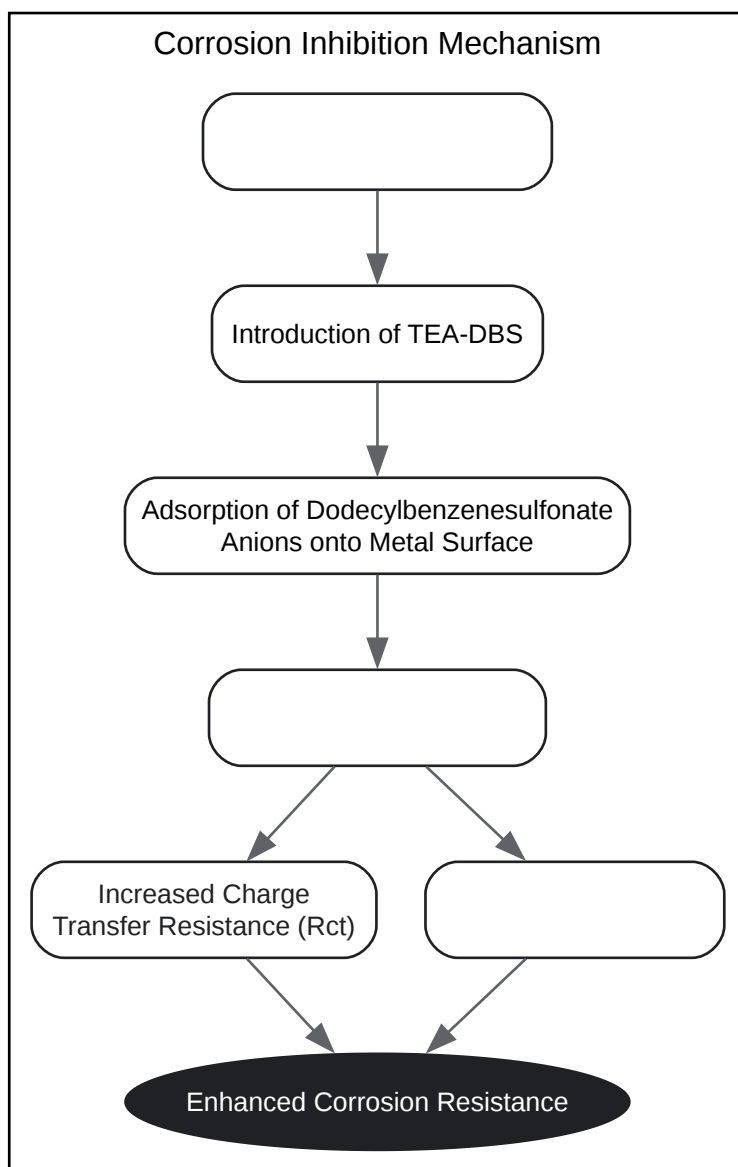 Corrosion Inhibition Mechanism
Introduction of TEA-DBS
Adsorption of Dodecylbenzenesulfonate
Anions onto Metal Surface
Increased Charge
Transfer Resistance (Rct)
Enhanced Corrosion Resistance